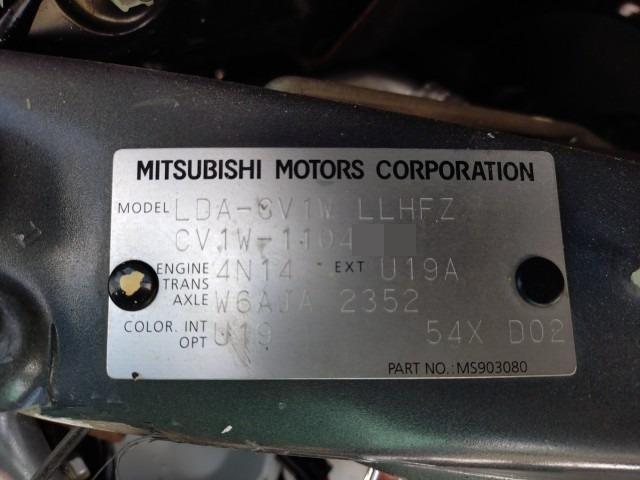 MITSUBISHI MOTORS CORPORATION
MODEL LDA-CV1W LLHFZ
CV1W-1104
ENGINE 4N14 EXT U19A
TRANS
AXLE W6AJA 2352
COLOR. INT
OPT U19 54X D02
PART NO.:MS903080